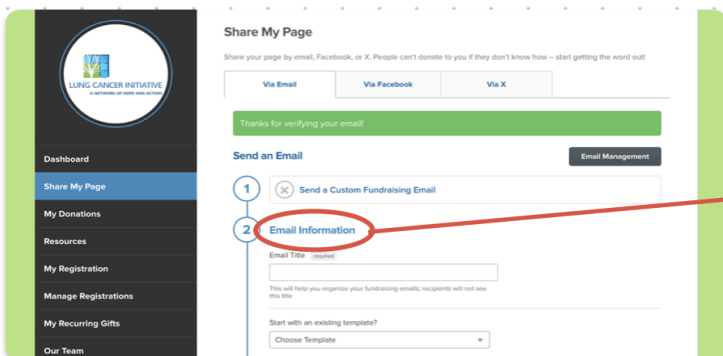 LUNG CANCER INITIATIVE
A NETWORK OF HOPE AND ACTION
Dashboard
Share My Page
My Donations
Resources
My Registration
Manage Registrations
My Recurring Gifts
Our Team
Share My Page
Share your page by email, Facebook, or X. People can't donate to you if they don't know how – start getting the word out!
Via Email
Via Facebook
Via X
Thanks for verifying your email!
Send an Email
Email Management
1
Send a Custom Fundraising Email
2
Email Information
Email Title required
This will help you organize your fundraising emails; recipients will not see
this title
Start with an existing template?
Choose Template